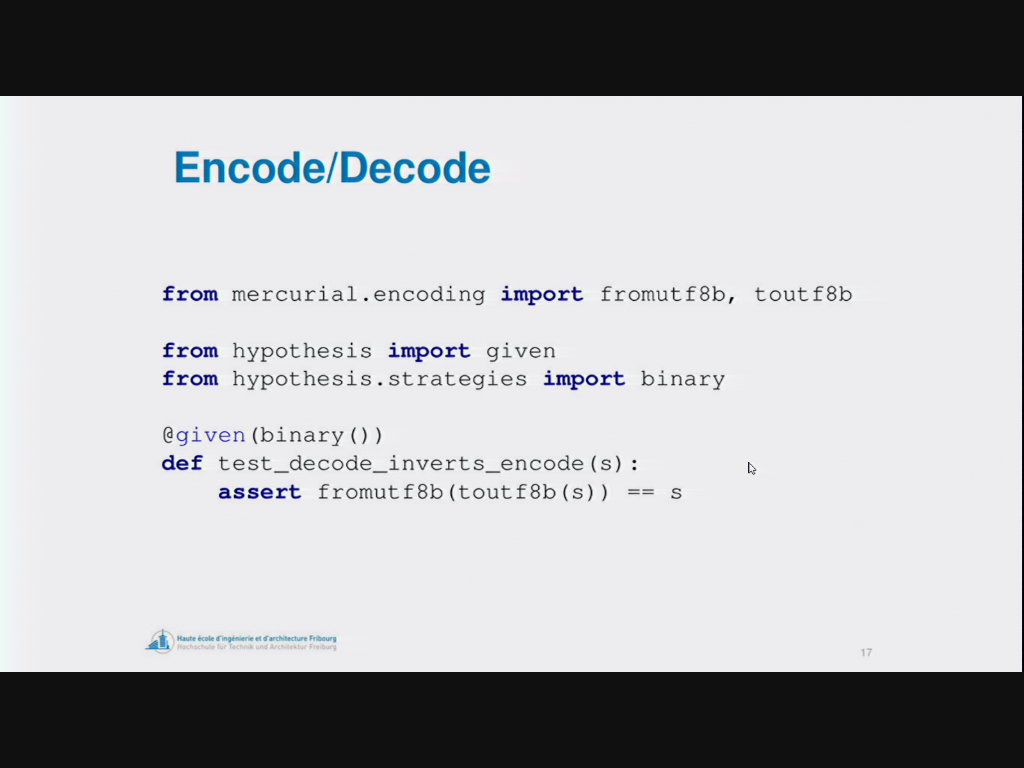 Encode/Decode
from mercurial.encoding import fromutf8b, toutf8b
from hypothesis import given
from hypothesis.strategies import binary
@given(binary())
def test_decode_inverts_encode(s):
    assert fromutf8b(toutf8b(s)) == s
Haute école d'ingénierie et d'architecture Fribourg
Hochschule für Technik und Architektur Freiburg
17